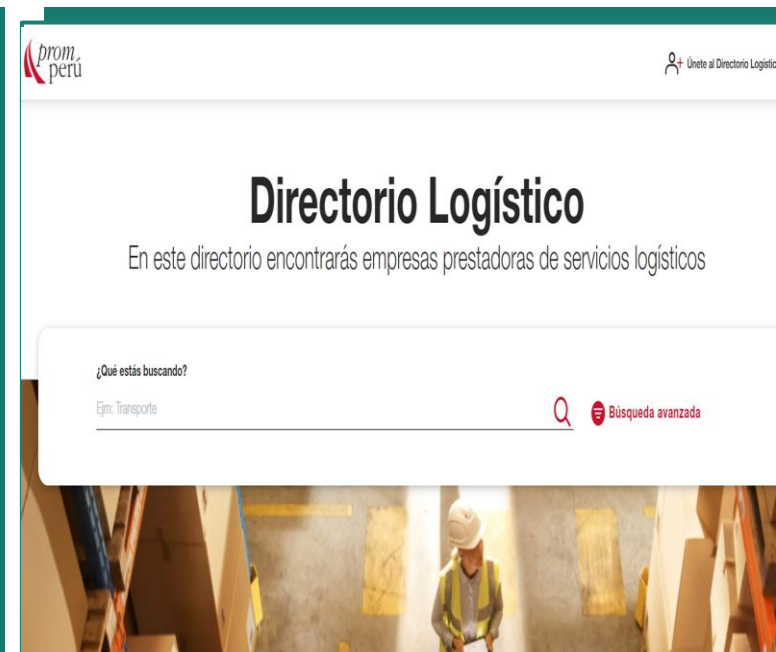 prom
perú
Únete al Directorio Logístic
Directorio Logístico
En este directorio encontrarás empresas prestadoras de servicios logísticos
¿Qué estás buscando?
Ejm: Transporte
Búsqueda avanzada